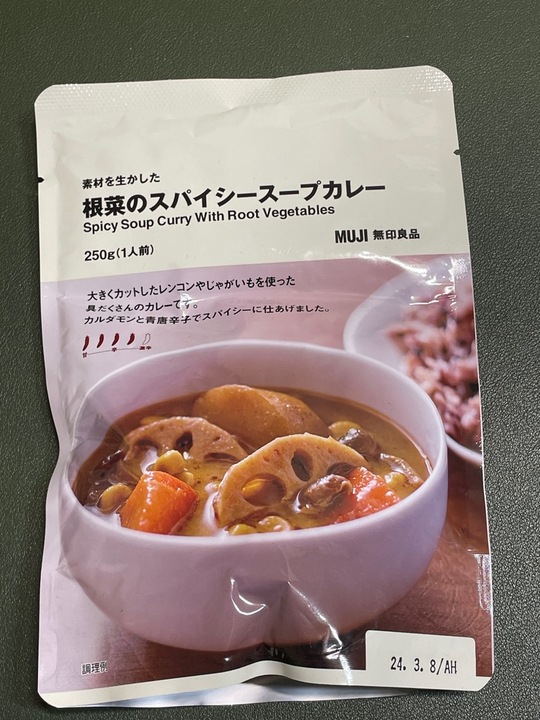 素材を生かした
根菜のスパイシースープカレー
Spicy Soup Curry With Root Vegetables
250g(1人前)
MUJI 無印良品
大きくカットしたレンコンやじゃがいもを使った
具だくさんのカレーです。
カルダモンと青唐辛子でスパイシーに仕あげました。
甘 辛 激辛
調理例
24. 3. 8/AH